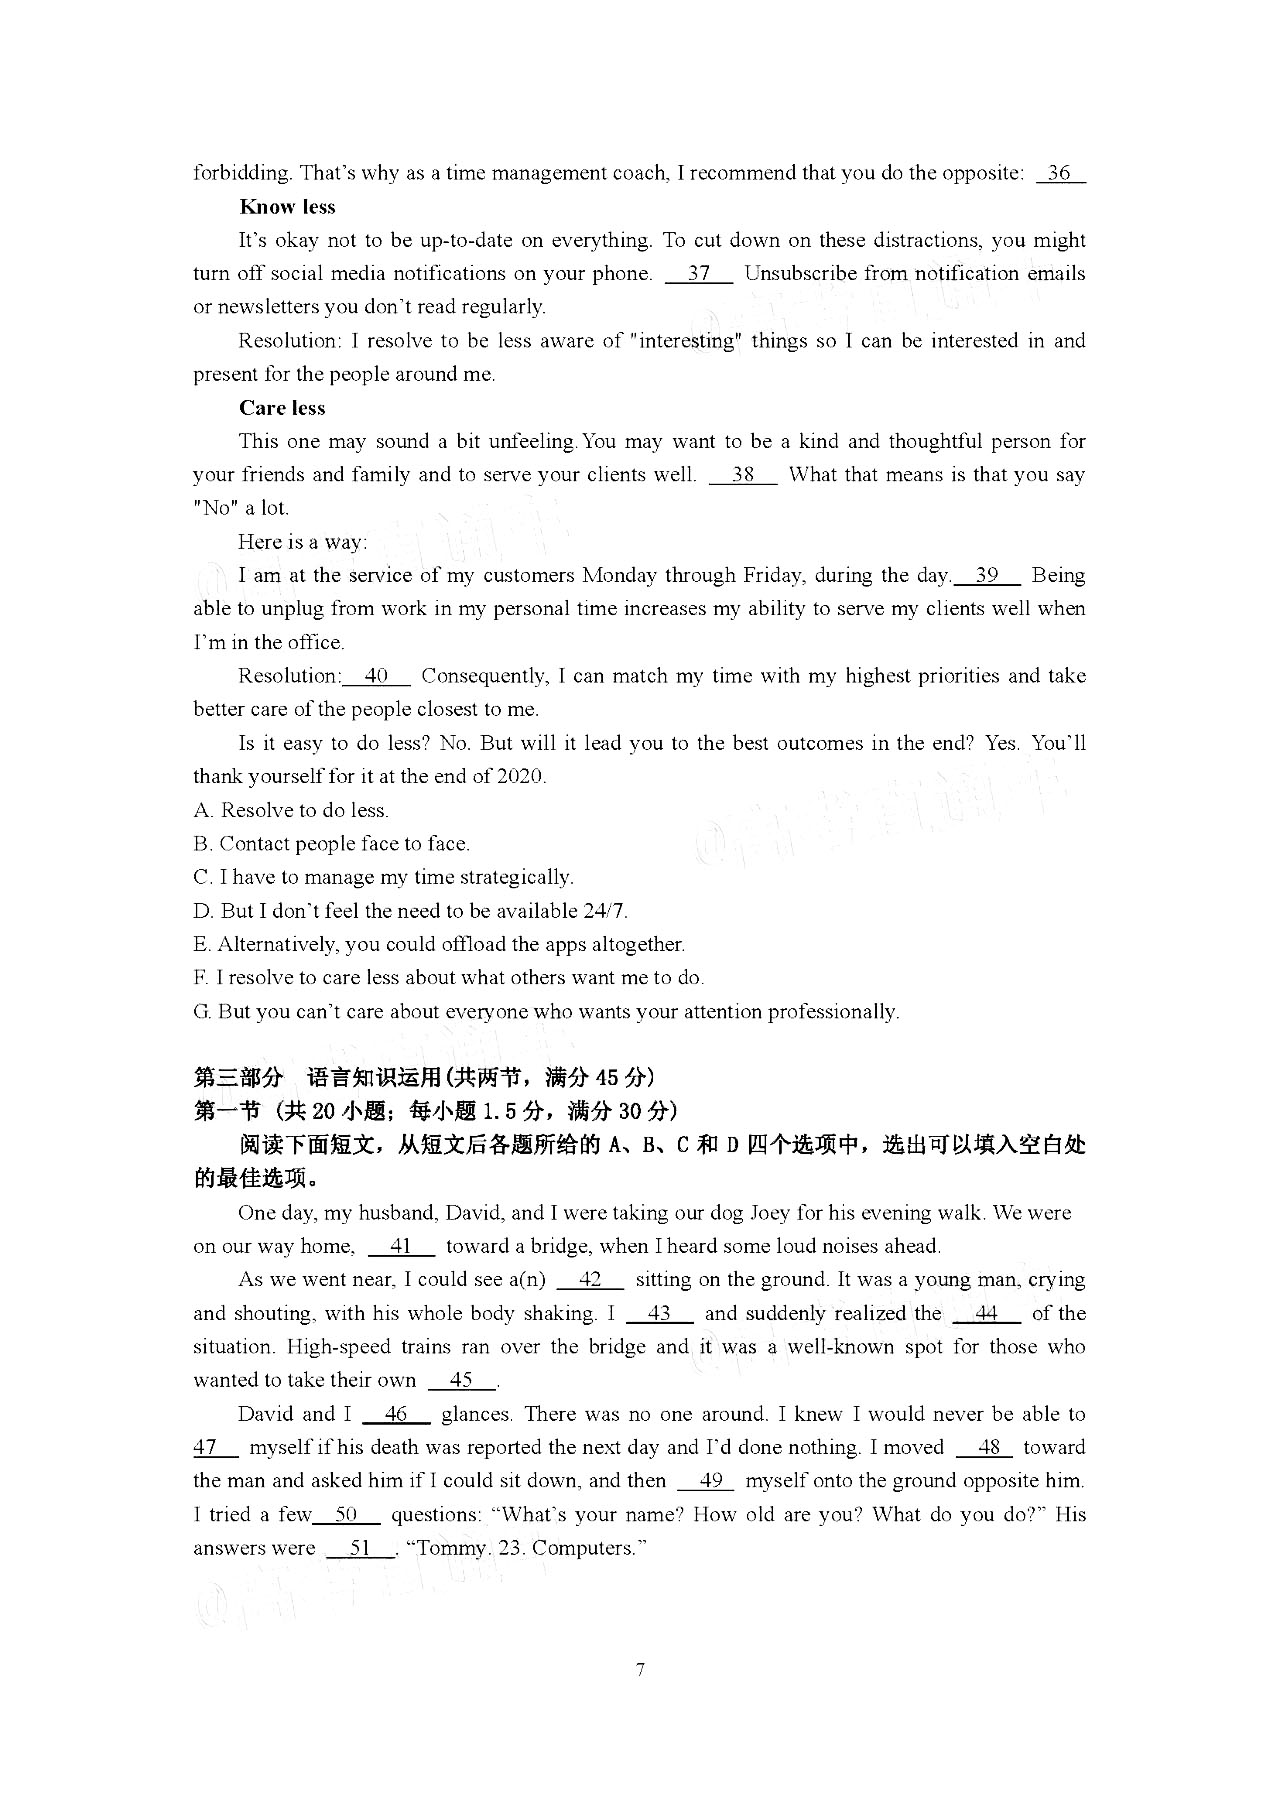 forbidding. That's why as a time management coach, I recommend that you do the opposite: 36
Know less
It's okay not to be up-to-date on everything. To cut down on these distractions, you might
turn off social media notifications on your phone. 37 Unsubscribe from notification emails
or newsletters you don't read regularly.
Resolution: I resolve to be less aware of "interesting" things so I can be interested in and
present for the people around me.
Care less
This one may sound a bit unfeeling. You may want to be a kind and thoughtful person for
your friends and family and to serve your clients well. 38 What that means is that you say
"No" a lot.
Here is a way:
I am at the service of my customers Monday through Friday, during the day. 39 Being
able to unplug from work in my personal time increases my ability to serve my clients well when
I'm in the office.
Resolution: 40 Consequently, I can match my time with my highest priorities and take
better care of the people closest to me.
Is it easy to do less? No. But will it lead you to the best outcomes in the end? Yes. You'll
thank yourself for it at the end of 2020.
A. Resolve to do less.
B. Contact people face to face.
C. I have to manage my time strategically.
D. But I don't feel the need to be available 24/7.
E. Alternatively, you could offload the apps altogether.
F. I resolve to care less about what others want me to do.
G. But you can't care about everyone who wants your attention professionally.
第三部分 语言知识运用(共两节，满分 45 分)
第一节 (共 20 小题；每小题 1.5 分，满分 30 分)
阅读下面短文，从短文后各题所给的 A、B、C 和 D 四个选项中，选出可以填入空白处
的最佳选项。
One day, my husband, David, and I were taking our dog Joey for his evening walk. We were
on our way home, 41 toward a bridge, when I heard some loud noises ahead.
As we went near, I could see a(n) 42 sitting on the ground. It was a young man, crying
and shouting, with his whole body shaking. I 43 and suddenly realized the 44 of the
situation. High-speed trains ran over the bridge and it was a well-known spot for those who
wanted to take their own 45 .
David and I 46 glances. There was no one around. I knew I would never be able to
47 myself if his death was reported the next day and I'd done nothing. I moved 48 toward
the man and asked him if I could sit down, and then 49 myself onto the ground opposite him.
I tried a few 50 questions: “What's your name? How old are you? What do you do?” His
answers were 51 . “Tommy. 23. Computers.”
7